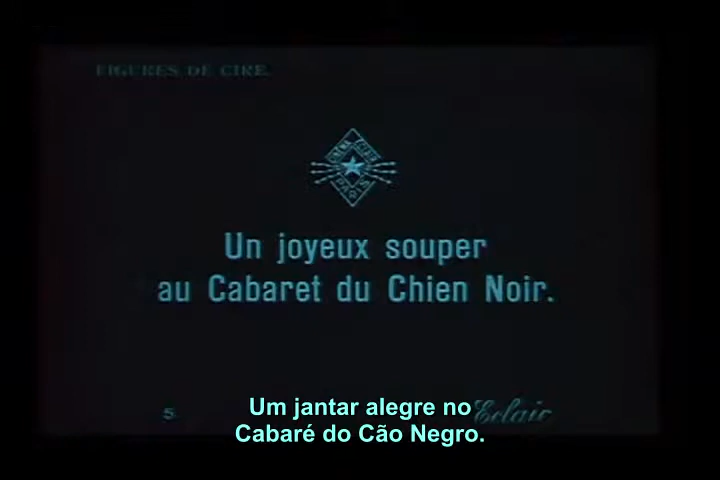 FIGURES DE CIRE.
PARIS
Un joyeux souper
au Cabaret du Chien Noir.
5
Eclair
Um jantar alegre no
Cabaré do Cão Negro.